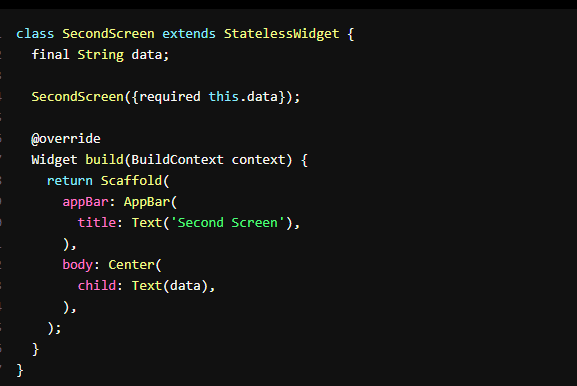 class SecondScreen extends StatelessWidget {
  final String data;

  SecondScreen({required this.data});

  @override
  Widget build(BuildContext context) {
    return Scaffold(
      appBar: AppBar(
        title: Text('Second Screen'),
      ),
      body: Center(
        child: Text(data),
      ),
    );
  }
}